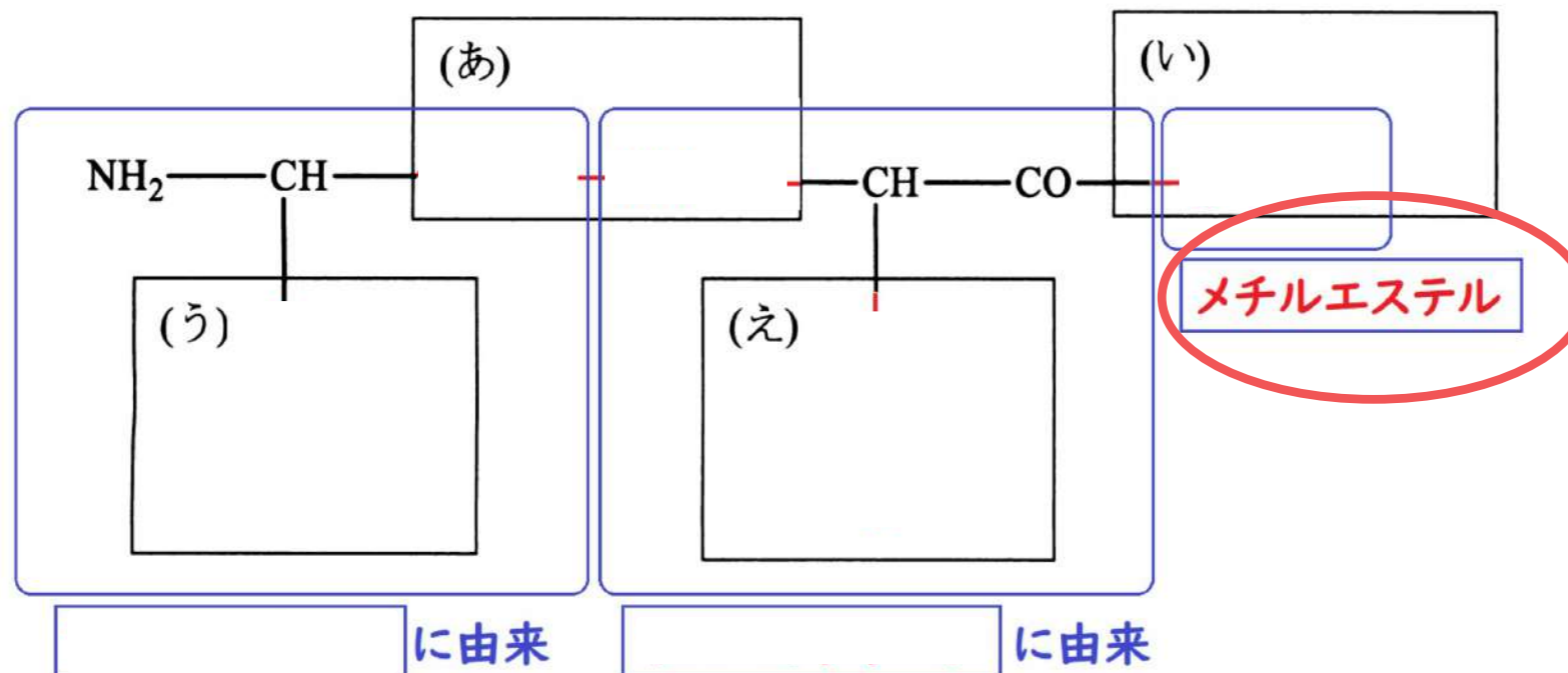 (あ)
(い)
NH₂—CH—
—CH—CO—
メチルエステル
(う)
(え)
に由来
に由来